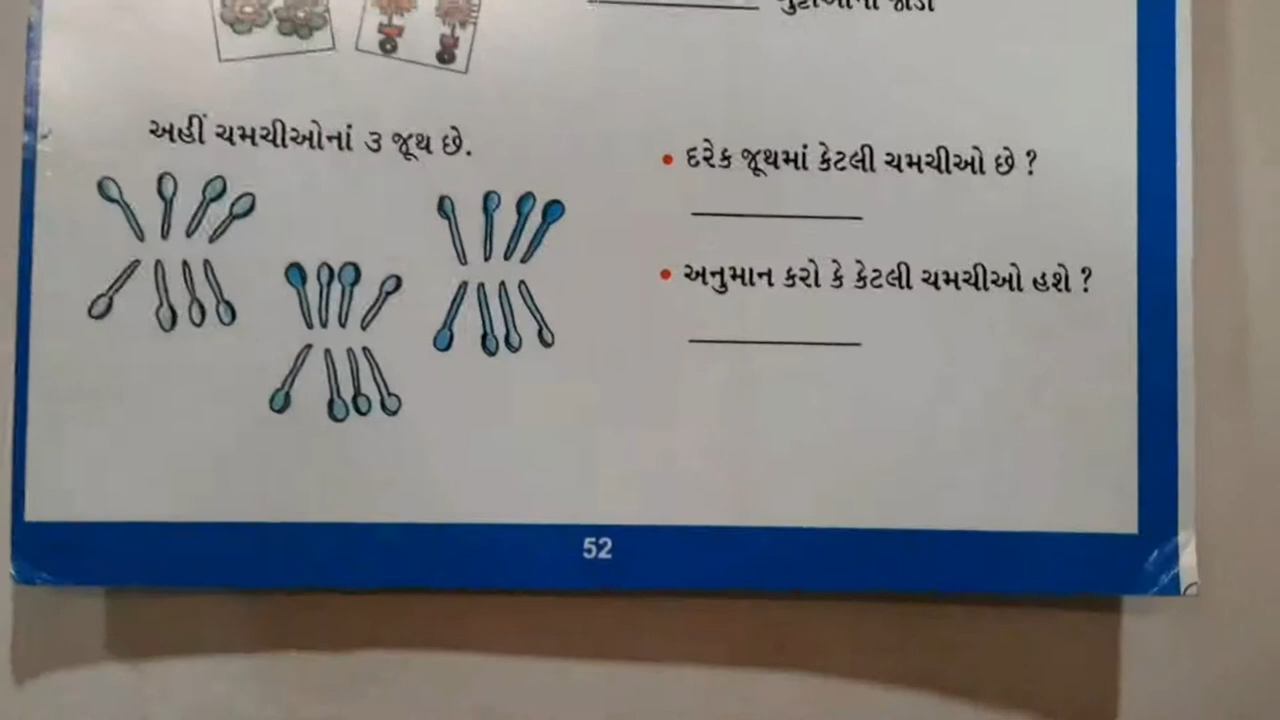 અહીં ચમચીઓનાં ૩ જૂથ છે.
• દરેક જૂથમાં કેટલી ચમચીઓ છે ?
• અનુમાન કરો કે કેટલી ચમચીઓ હશે ?
52